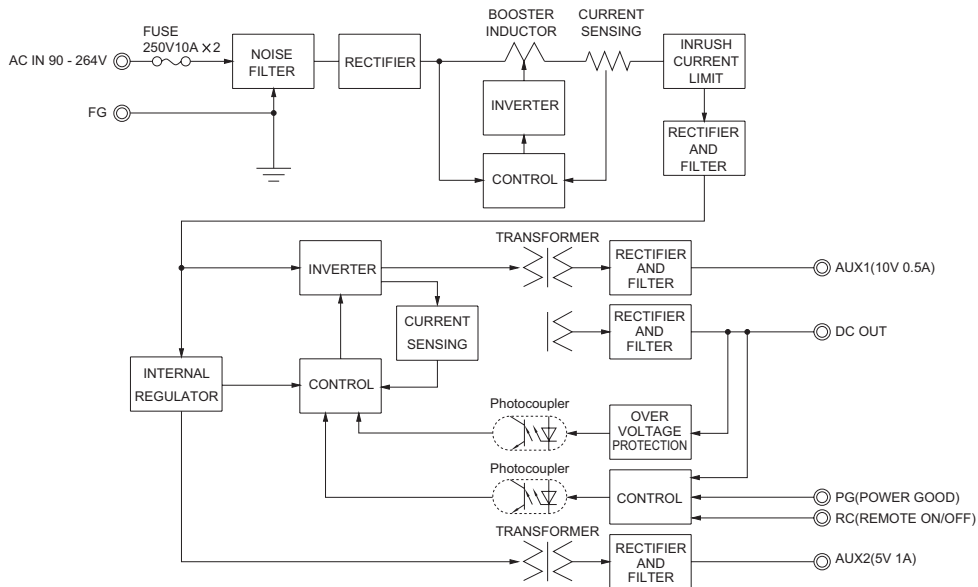 FUSE
250V10A×2
BOOSTER
INDUCTOR
CURRENT
SENSING
AC IN 90 - 264V
NOISE
FILTER
RECTIFIER
INRUSH
CURRENT
LIMIT
FG
INVERTER
RECTIFIER
AND
FILTER
CONTROL
TRANSFORMER
INVERTER
RECTIFIER
AND
FILTER
AUX1(10V 0.5A)
CURRENT
SENSING
RECTIFIER
AND
FILTER
DC OUT
INTERNAL
REGULATOR
CONTROL
Photocoupler
OVER
VOLTAGE
PROTECTION
Photocoupler
CONTROL
PG(POWER GOOD)
RC(REMOTE ON/OFF)
TRANSFORMER
RECTIFIER
AND
FILTER
AUX2(5V 1A)